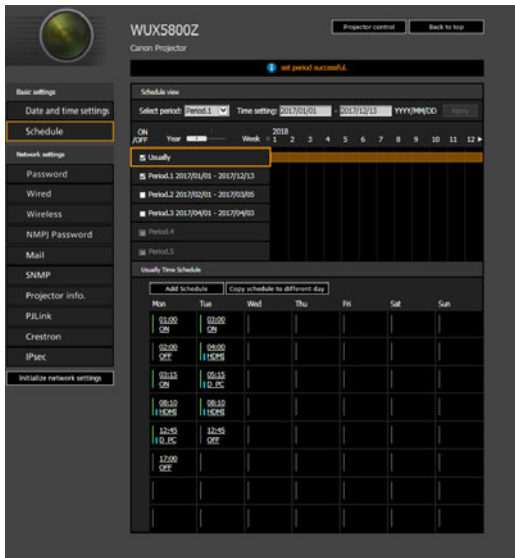 WUX5800Z
Canon Projector
Projector control
Back to top
set period successful.
Basic settings
Date and time settings
Schedule
Network settings
Password
Wired
Wireless
NMPJ Password
Mail
SNMP
Projector info.
PJLink
Crestron
IPsec
Initialize network settings
Schedule view
Select period: Period.1 Time setting: 2017/01/01 - 2017/12/13 YYYY/MM/DD Apply
2018
ON /OFF Year Week 1 2 3 4 5 6 7 8 9 10 11 12
Usually
Period.1 2017/01/01 - 2017/12/13
Period.2 2017/02/01 - 2017/03/05
Period.3 2017/04/01 - 2017/04/03
Period.4
Period.5
Usually Time Schedule
Add Schedule Copy schedule to different day
Mon Tue Wed Thu Fri Sat Sun
01:00 03:00
ON ON
02:00 04:00
OFF HDMI
03:15 05:15
ON D_PC
08:10 08:10
HDMI HDMI
12:45 12:45
D_PC OFF
17:00
OFF